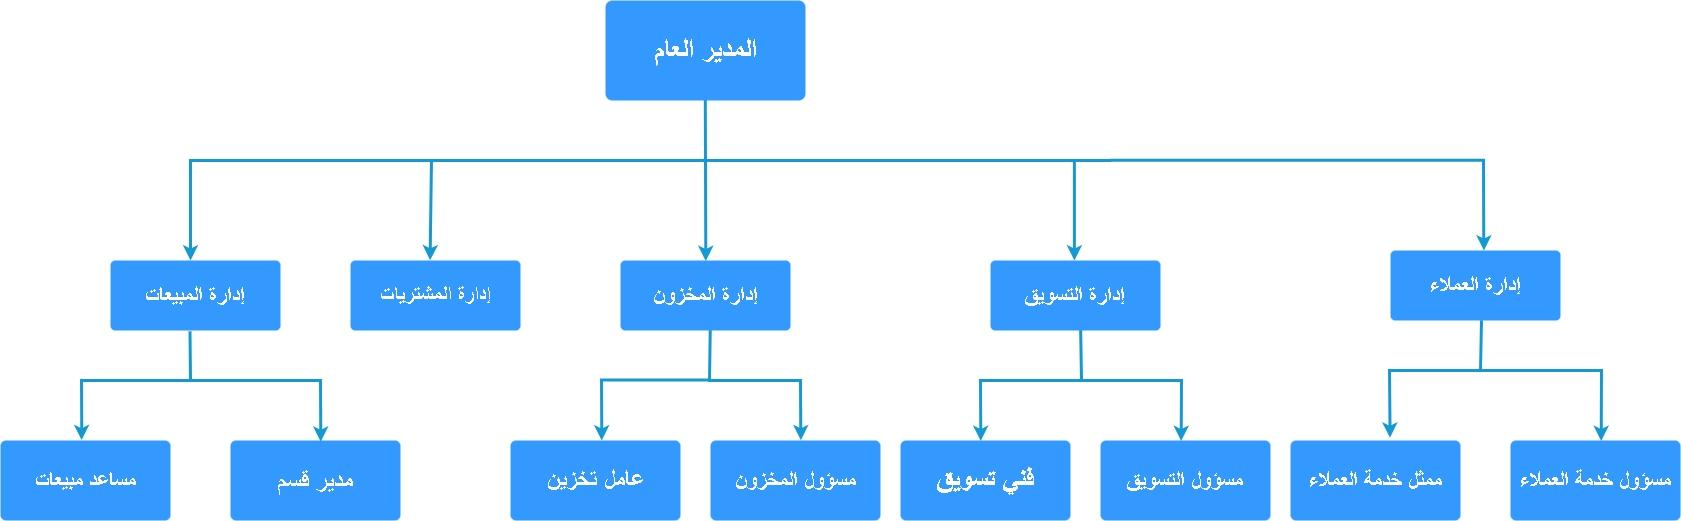 المدير العام
إدارة العملاء
إدارة التسويق
إدارة المخزون
إدارة المشتريات
إدارة المبيعات
مسؤول خدمة العملاء
ممثل خدمة العملاء
مسؤول التسويق
فني تسويق
مسؤول المخزون
عامل تخزين
مدير قسم
مساعد مبيعات